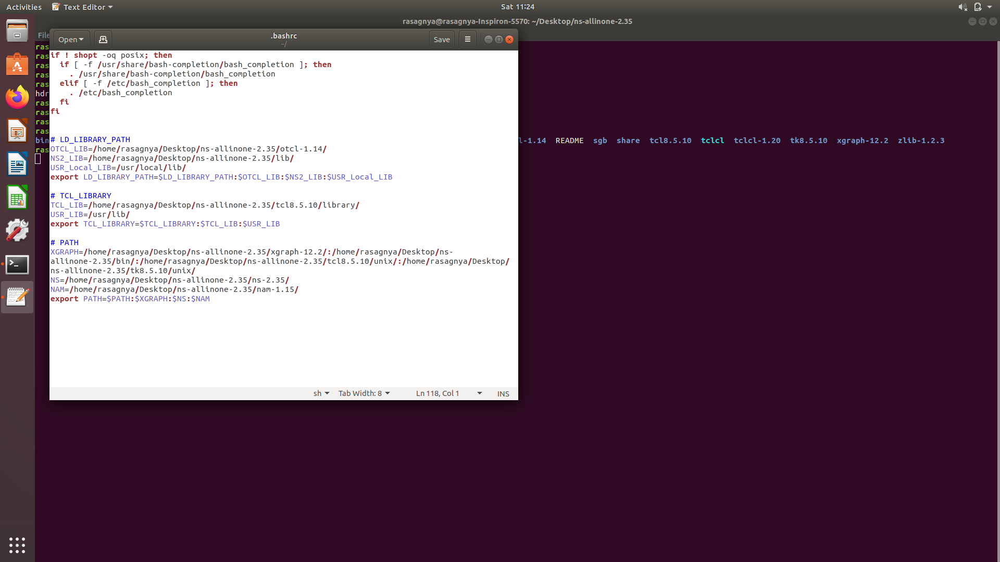 Activities Text Editor Sat 11:24
rasagnya@rasagnya-Inspiron-5570: ~/Desktop/ns-allinone-2.35
File
Open .bashrc Save
~/
ras
ras
ras
ras
ras
hdr
ras
ras
ras
ras
bin
ras
if ! shopt -oq posix; then
  if [ -f /usr/share/bash-completion/bash_completion ]; then
    . /usr/share/bash-completion/bash_completion
  elif [ -f /etc/bash_completion ]; then
    . /etc/bash_completion
  fi
fi
# LD_LIBRARY_PATH
OTCL_LIB=/home/rasagnya/Desktop/ns-allinone-2.35/otcl-1.14/
NS2_LIB=/home/rasagnya/Desktop/ns-allinone-2.35/lib/
USR_Local_LIB=/usr/local/lib/
export LD_LIBRARY_PATH=$LD_LIBRARY_PATH:$OTCL_LIB:$NS2_LIB:$USR_Local_LIB
# TCL_LIBRARY
TCL_LIB=/home/rasagnya/Desktop/ns-allinone-2.35/tcl8.5.10/library/
USR_LIB=/usr/lib/
export TCL_LIBRARY=$TCL_LIBRARY:$TCL_LIB:$USR_LIB
# PATH
XGRAPH=/home/rasagnya/Desktop/ns-allinone-2.35/xgraph-12.2/:/home/rasagnya/Desktop/ns-
allinone-2.35/bin/:/home/rasagnya/Desktop/ns-allinone-2.35/tcl8.5.10/unix/:/home/rasagnya/Desktop/
ns-allinone-2.35/tk8.5.10/unix/
NS=/home/rasagnya/Desktop/ns-allinone-2.35/ns-2.35/
NAM=/home/rasagnya/Desktop/ns-allinone-2.35/nam-1.15/
export PATH=$PATH:$XGRAPH:$NS:$NAM
l-1.14 README sgb share tcl8.5.10 tclcl tclcl-1.20 tk8.5.10 xgraph-12.2 zlib-1.2.3
sh Tab Width: 8 Ln 118, Col 1 INS